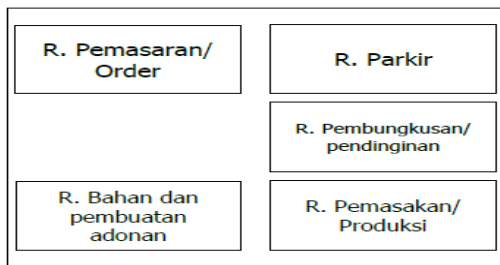 R. Pemasaran/
Order
R. Parkir
R. Pembungkusan/
pendinginan
R. Bahan dan
pembuatan
adonan
R. Pemasakan/
Produksi